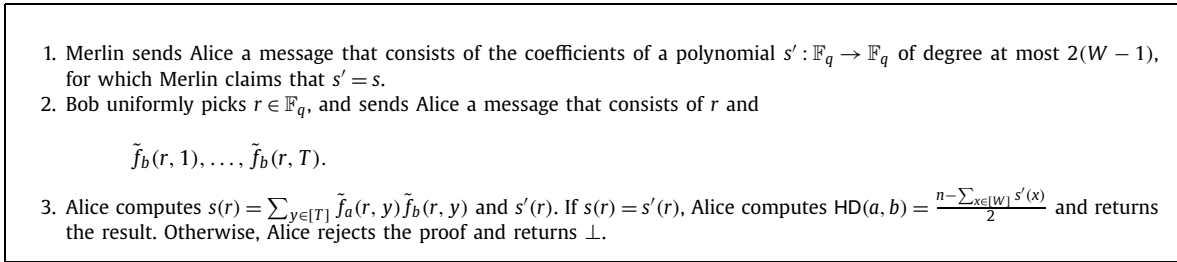 1. Merlin sends Alice a message that consists of the coefficients of a polynomial s′ : 𝔽_q → 𝔽_q of degree at most 2(W − 1),
for which Merlin claims that s′ = s.
2. Bob uniformly picks r ∈ 𝔽_q, and sends Alice a message that consists of r and
f̃_b(r, 1), . . . , f̃_b(r, T).
3. Alice computes s(r) = ∑_{y∈[T]} f̃_a(r, y) f̃_b(r, y) and s′(r). If s(r) = s′(r), Alice computes HD(a, b) = \frac{n−∑_{x∈[W]} s′(x)}{2} and returns
the result. Otherwise, Alice rejects the proof and returns ⊥.